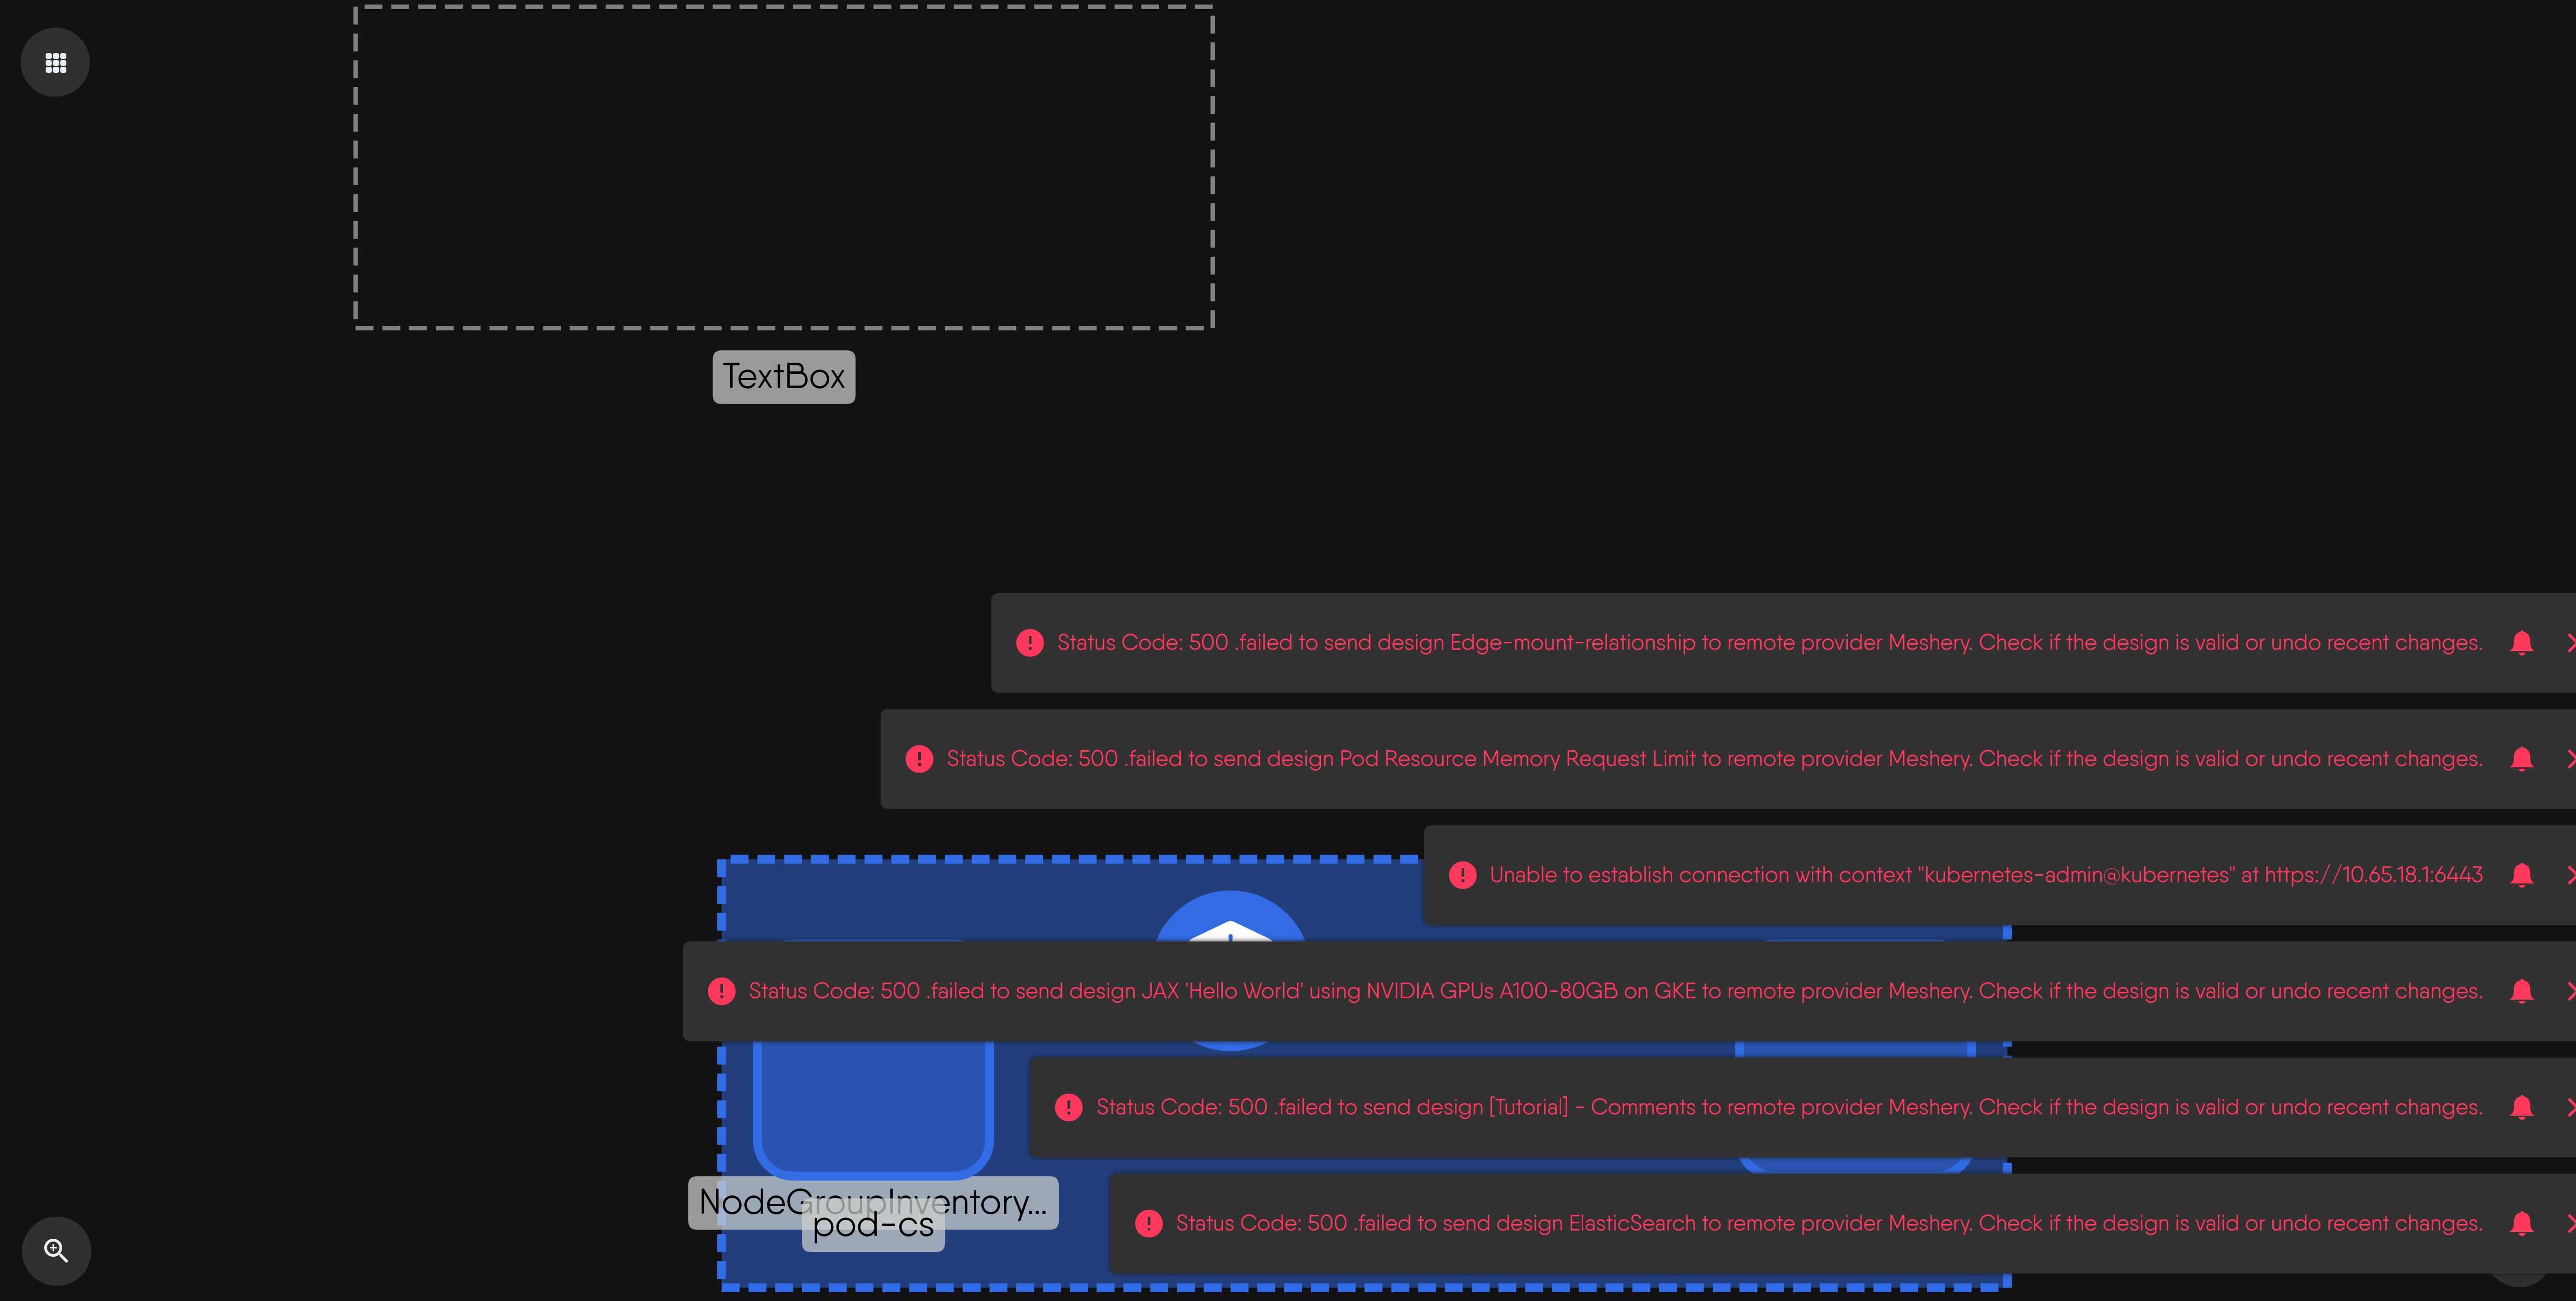 TextBox
Status Code: 500 .failed to send design Edge-mount-relationship to remote provider Meshery. Check if the design is valid or undo recent changes.
Status Code: 500 .failed to send design Pod Resource Memory Request Limit to remote provider Meshery. Check if the design is valid or undo recent changes.
Unable to establish connection with context "kubernetes-admin@kubernetes" at https://10.65.18.1:6443
Status Code: 500 .failed to send design JAX 'Hello World' using NVIDIA GPUs A100-80GB on GKE to remote provider Meshery. Check if the design is valid or undo recent changes.
Status Code: 500 .failed to send design [Tutorial] - Comments to remote provider Meshery. Check if the design is valid or undo recent changes.
NodeGroupInventory...
pod-cs
Status Code: 500 .failed to send design ElasticSearch to remote provider Meshery. Check if the design is valid or undo recent changes.